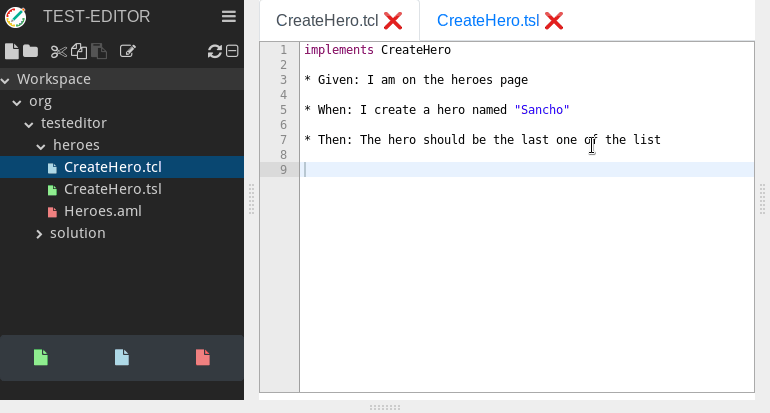 TEST-EDITOR
Workspace
org
testeditor
heroes
CreateHero.tcl
CreateHero.tsl
Heroes.aml
solution
CreateHero.tcl
CreateHero.tsl
1 implements CreateHero
2
3 * Given: I am on the heroes page
4
5 * When: I create a hero named "Sancho"
6
7 * Then: The hero should be the last one of the list
8
9